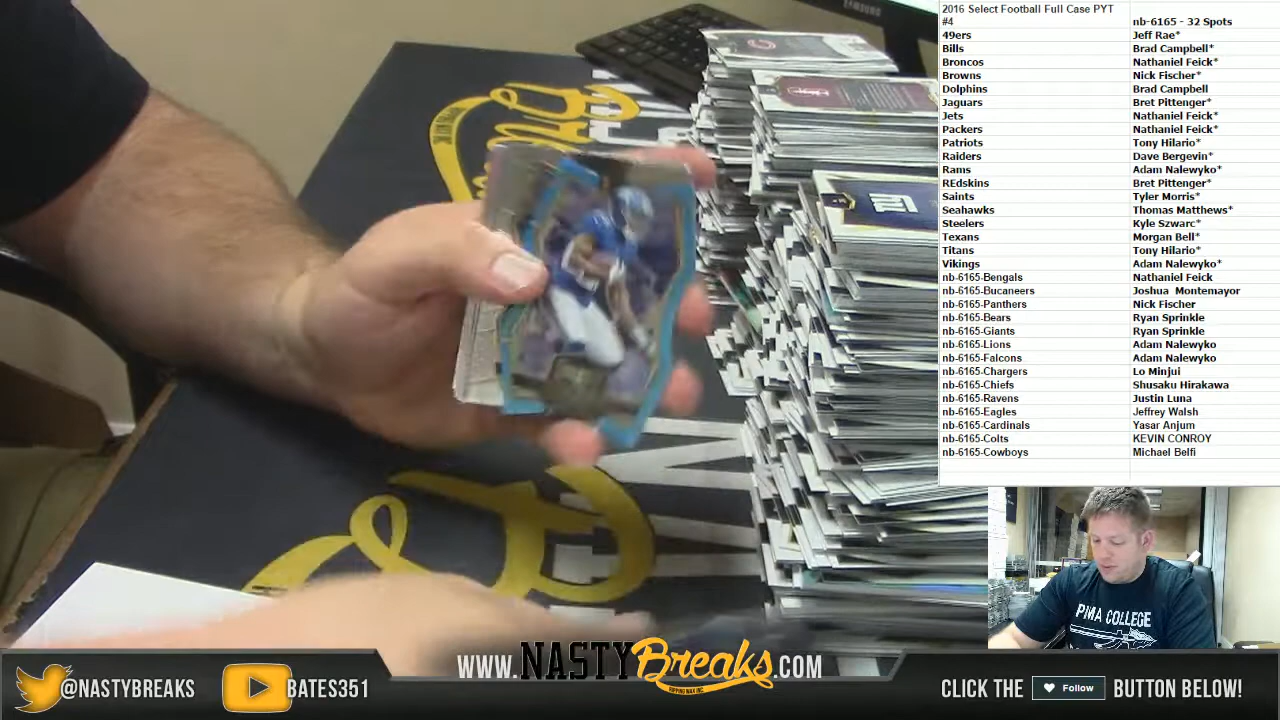 2016 Select Football Full Case PYT
#4 nb-6165 - 32 Spots
49ers Jeff Rae*
Bills Brad Campbell*
Broncos Nathaniel Feick*
Browns Nick Fischer*
Dolphins Brad Campbell
Jaguars Bret Pittenger*
Jets Nathaniel Feick*
Packers Nathaniel Feick*
Patriots Tony Hilario*
Raiders Dave Bergevin*
Rams Adam Nalewyko*
REdskins Bret Pittenger*
Saints Tyler Morris*
Seahawks Thomas Matthews*
Steelers Kyle Szwarc*
Texans Morgan Bell*
Titans Tony Hilario*
Vikings Adam Nalewyko*
nb-6165-Bengals Nathaniel Feick
nb-6165-Bucaneers Joshua Montemayor
nb-6165-Panthers Nick Fischer
nb-6165-Bears Ryan Sprinkle
nb-6165-Giants Ryan Sprinkle
nb-6165-Lions Adam Nalewyko
nb-6165-Falcons Adam Nalewyko
nb-6165-Chargers Lo Minjui
nb-6165-Chiefs Shusaku Hirakawa
nb-6165-Ravens Justin Luna
nb-6165-Eagles Jeffrey Walsh
nb-6165-Cardinals Yasar Anjum
nb-6165-Colts KEVIN CONROY
nb-6165-Cowboys Michael Belfi
PIMA COLLEGE
@NASTYBREAKS BATES351
WWW.NASTYBreaks.COM
RIPPING WAX INC
CLICK THE Follow BUTTON BELOW!